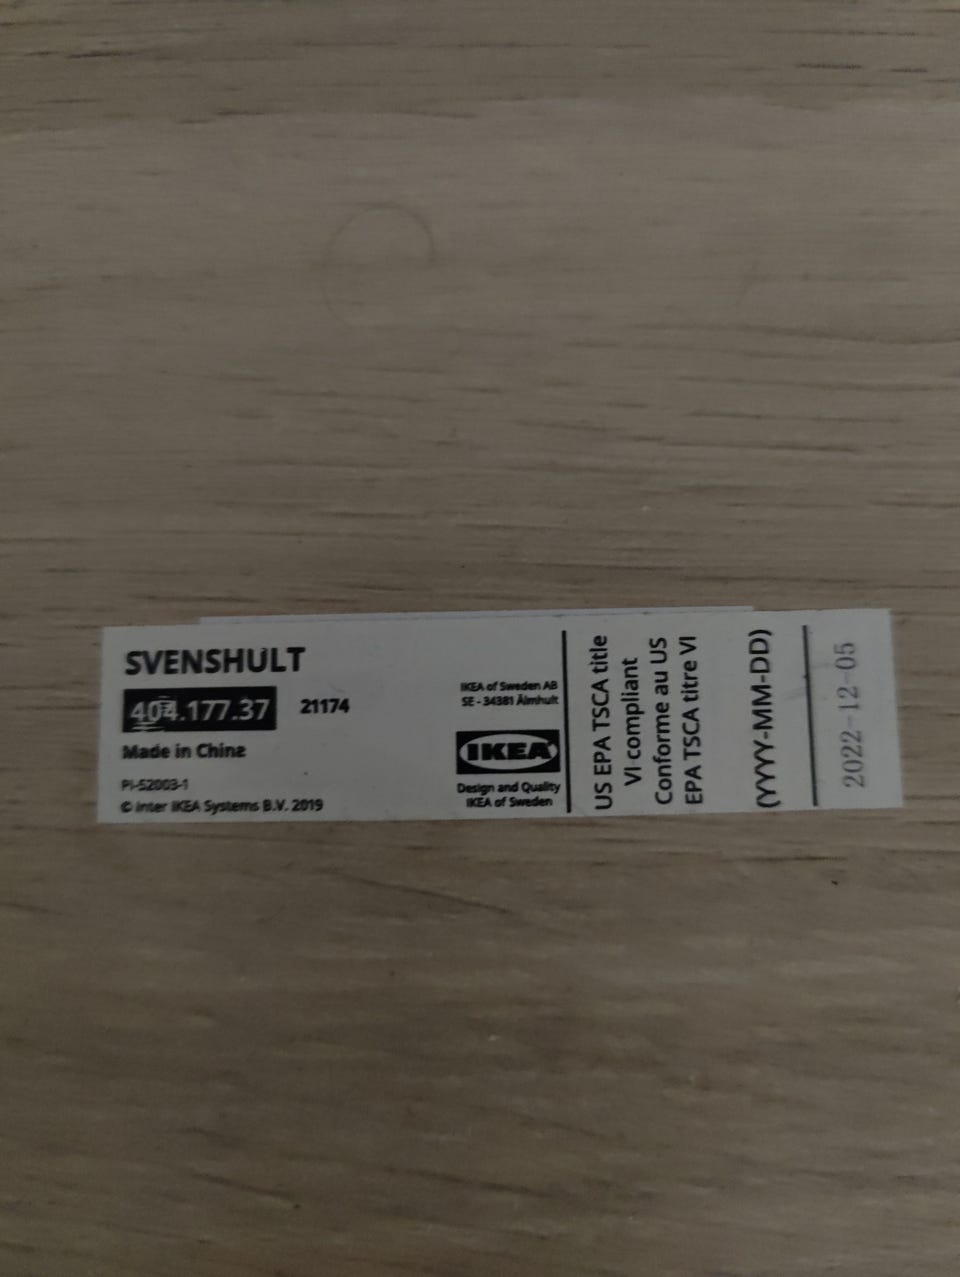 SVENSHULT
404.177.37 21174
Made in China
PI-52003-1
© Inter IKEA Systems B.V. 2019
IKEA of Sweden AB
SE - 34381 Älmhult
IKEA
Design and Quality
IKEA of Sweden
US EPA TSCA title
VI compliant
Conforme au US
EPA TSCA titre VI
(YYYY-MM-DD)
2022-12-05